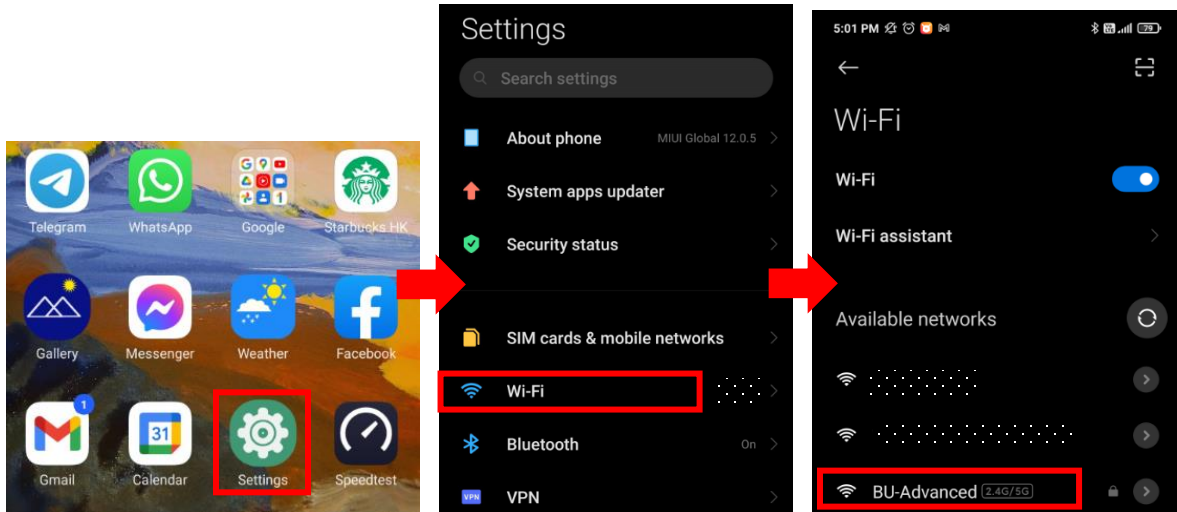 Telegram
WhatsApp
Google
Starbucks HK
Gallery
Messenger
Weather
Facebook
1
31
Gmail
Calendar
Settings
Speedtest
Settings
Search settings
About phone MIUI Global 12.0.5
System apps updater
Security status
SIM cards & mobile networks
Wi-Fi
Bluetooth On
VPN VPN
5:01 PM 79
Wi-Fi
Wi-Fi
Wi-Fi assistant
Available networks
BU-Advanced 2.4G/5G